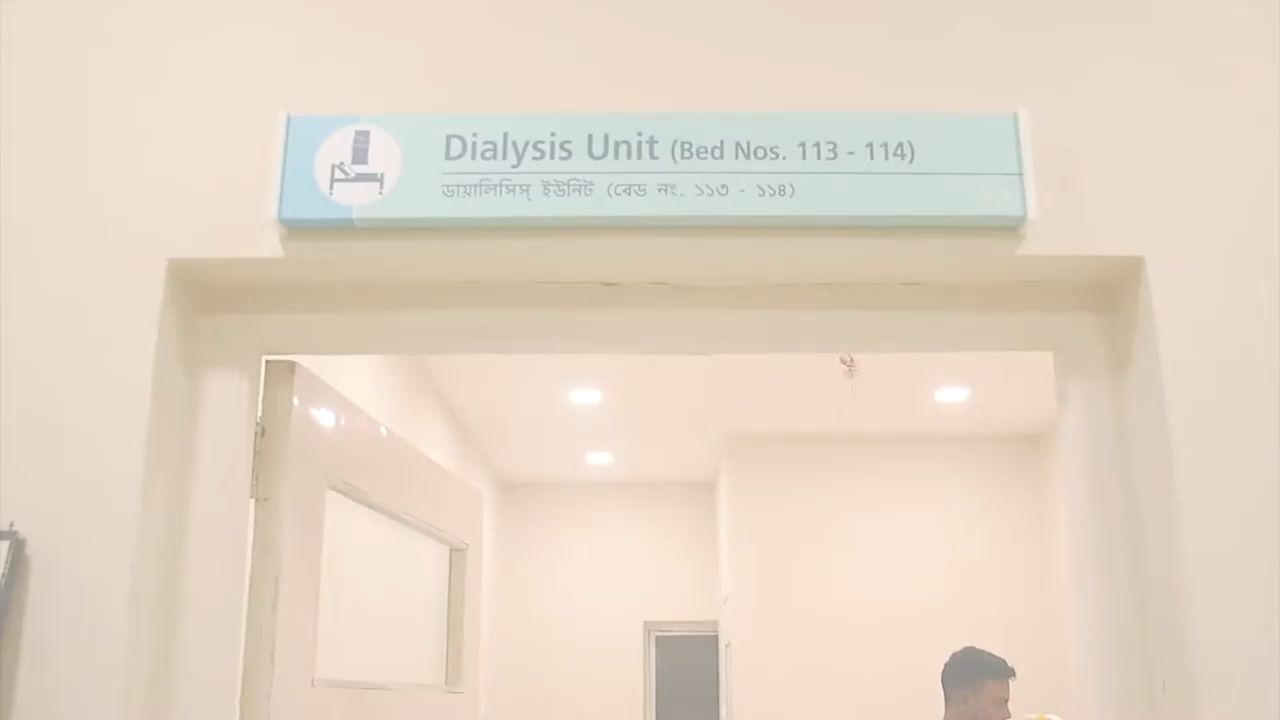 Dialysis Unit (Bed Nos. 113 - 114)
ডায়ালিসিস্ ইউনিট (বেড নং. ১১৩ - ১১৪)